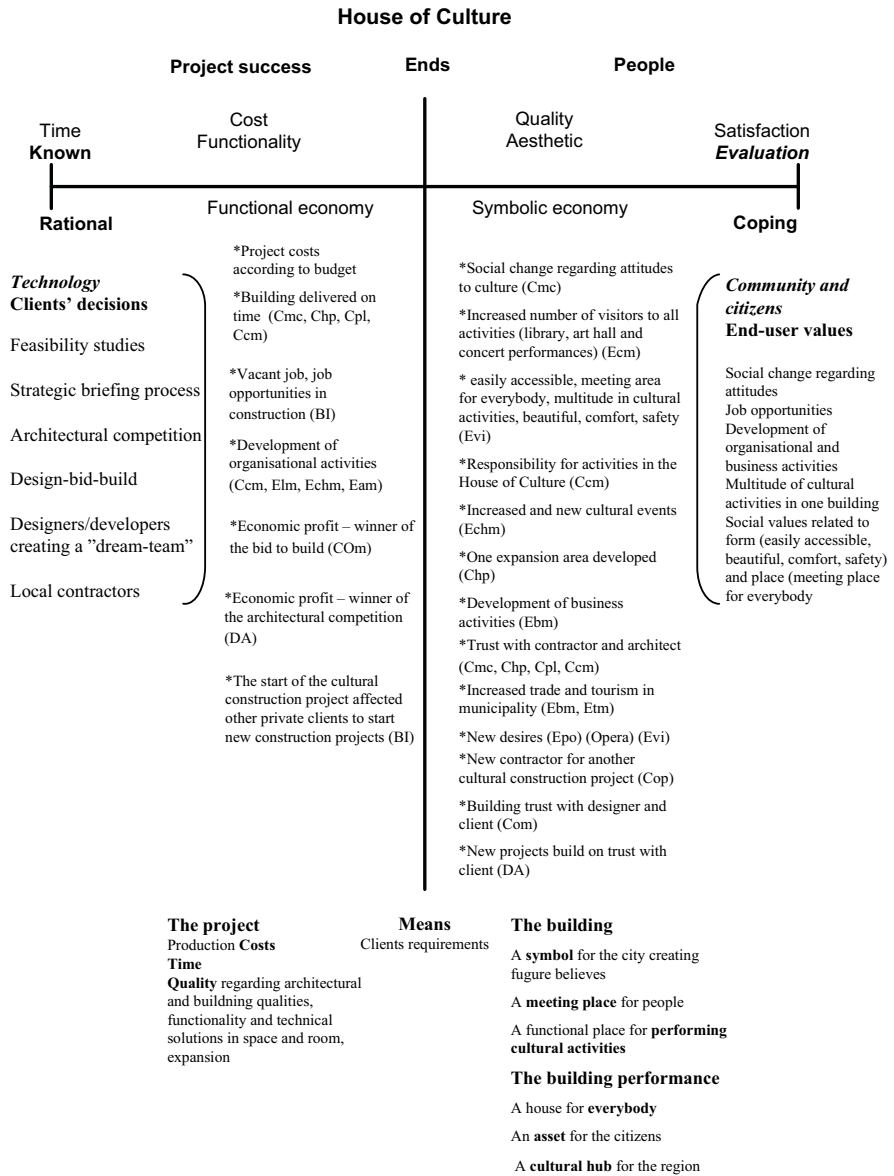 House of Culture
Project success
Ends
People
Time
Known
Cost
Functionality
Quality
Aesthetic
Satisfaction
Evaluation
Rational
Functional economy
Symbolic economy
Coping
Technology
Clients' decisions
Feasibility studies
Strategic briefing process
Architectural competition
Design-bid-build
Designers/developers
creating a ”dream-team”
Local contractors
*Project costs
according to budget
*Building delivered on
time (Cmc, Chp, Cpl,
Ccm)
*Vacant job, job
opportunities in
construction (BI)
*Development of
organisational activities
(Ccm, Elm, Echm, Eam)
*Economic profit – winner of
the bid to build (COm)
*Economic profit – winner of
the architectural competition
(DA)
*The start of the cultural
construction project affected
other private clients to start
new construction projects (BI)
*Social change regarding attitudes
to culture (Cmc)
*Increased number of visitors to all
activities (library, art hall and
concert performances) (Ecm)
* easily accessible, meeting area
for everybody, multitude in cultural
activities, beautiful, comfort, safety
(Evi)
*Responsibility for activities in the
House of Culture (Ccm)
*Increased and new cultural events
(Echm)
*One expansion area developed
(Chp)
*Development of business
activities (Ebm)
*Trust with contractor and architect
(Cmc, Chp, Cpl, Ccm)
*Increased trade and tourism in
municipality (Ebm, Etm)
*New desires (Epo) (Opera) (Evi)
*New contractor for another
cultural construction project (Cop)
*Building trust with designer and
client (Com)
*New projects build on trust with
client (DA)
Community and
citizens
End-user values
Social change regarding
attitudes
Job opportunities
Development of
organisational and
business activities
Multitude of cultural
activities in one building
Social values related to
form (easily accessible,
beautiful, comfort, safety)
and place (meeting place
for everybody
The project
Production Costs
Time
Quality regarding architectural
and buildning qualities,
functionality and technical
solutions in space and room,
expansion
Means
Clients requirements
The building
A symbol for the city creating
fugure believes
A meeting place for people
A functional place for performing
cultural activities
The building performance
A house for everybody
An asset for the citizens
A cultural hub for the region